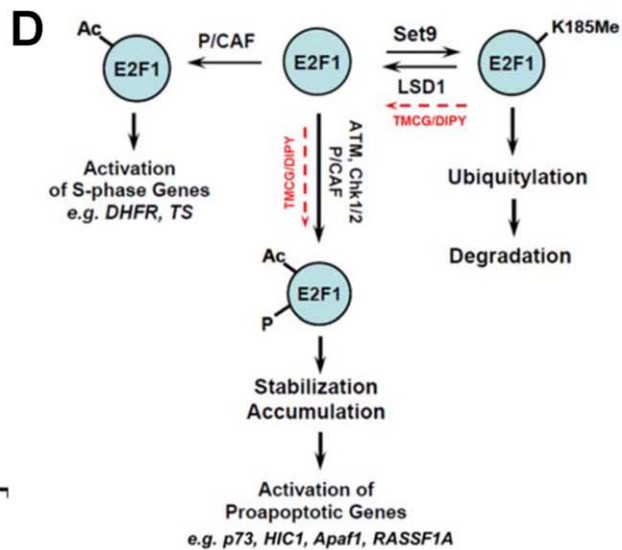 D
Ac
E2F1
P/CAF
E2F1
Set9
LSD1
TMCG/DIPY
E2F1
K185Me
Activation
of S-phase Genes
e.g. DHFR, TS
TMCG/DIPY
ATM, Chk1/2
P/CAF
Ubiquitylation
Degradation
Ac
E2F1
P
Stabilization
Accumulation
Activation of
Proapoptotic Genes
e.g. p73, HIC1, Apaf1, RASSF1A